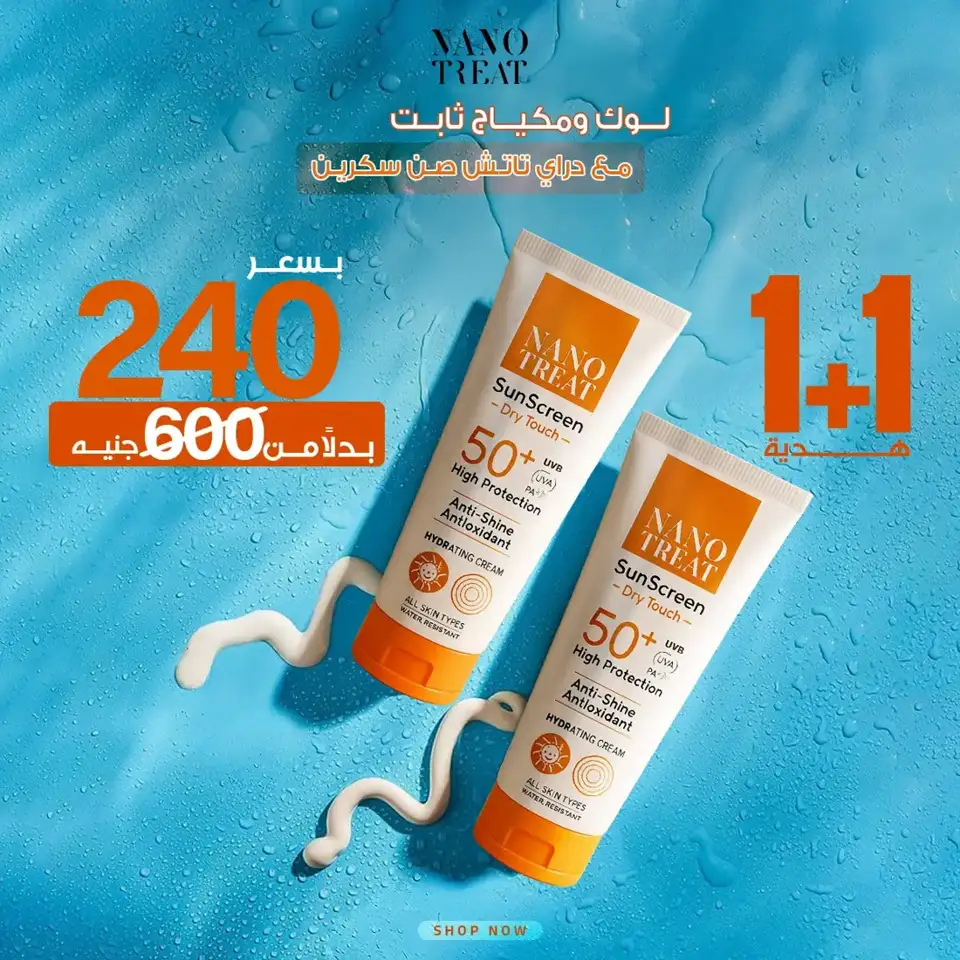 NANO
TREAT
لوك ومكياج ثابت
مع دراي تاتش صن سكرين
بسعر
240
بدلًا من 600 جنيه
1+1
هدية
NANO
TREAT
SunScreen
- Dry Touch -
50+ UVB
UVA
PA++
High Protection
Anti-Shine
Antioxidant
HYDRATING CREAM
ALL SKIN TYPES
WATER RESISTANT
NANO
TREAT
SunScreen
- Dry Touch -
50+ UVB
UVA
High Protection
Anti-Shine
Antioxidant
HYDRATING CREAM
ALL SKIN TYPES
WATER RESISTANT
SHOP NOW